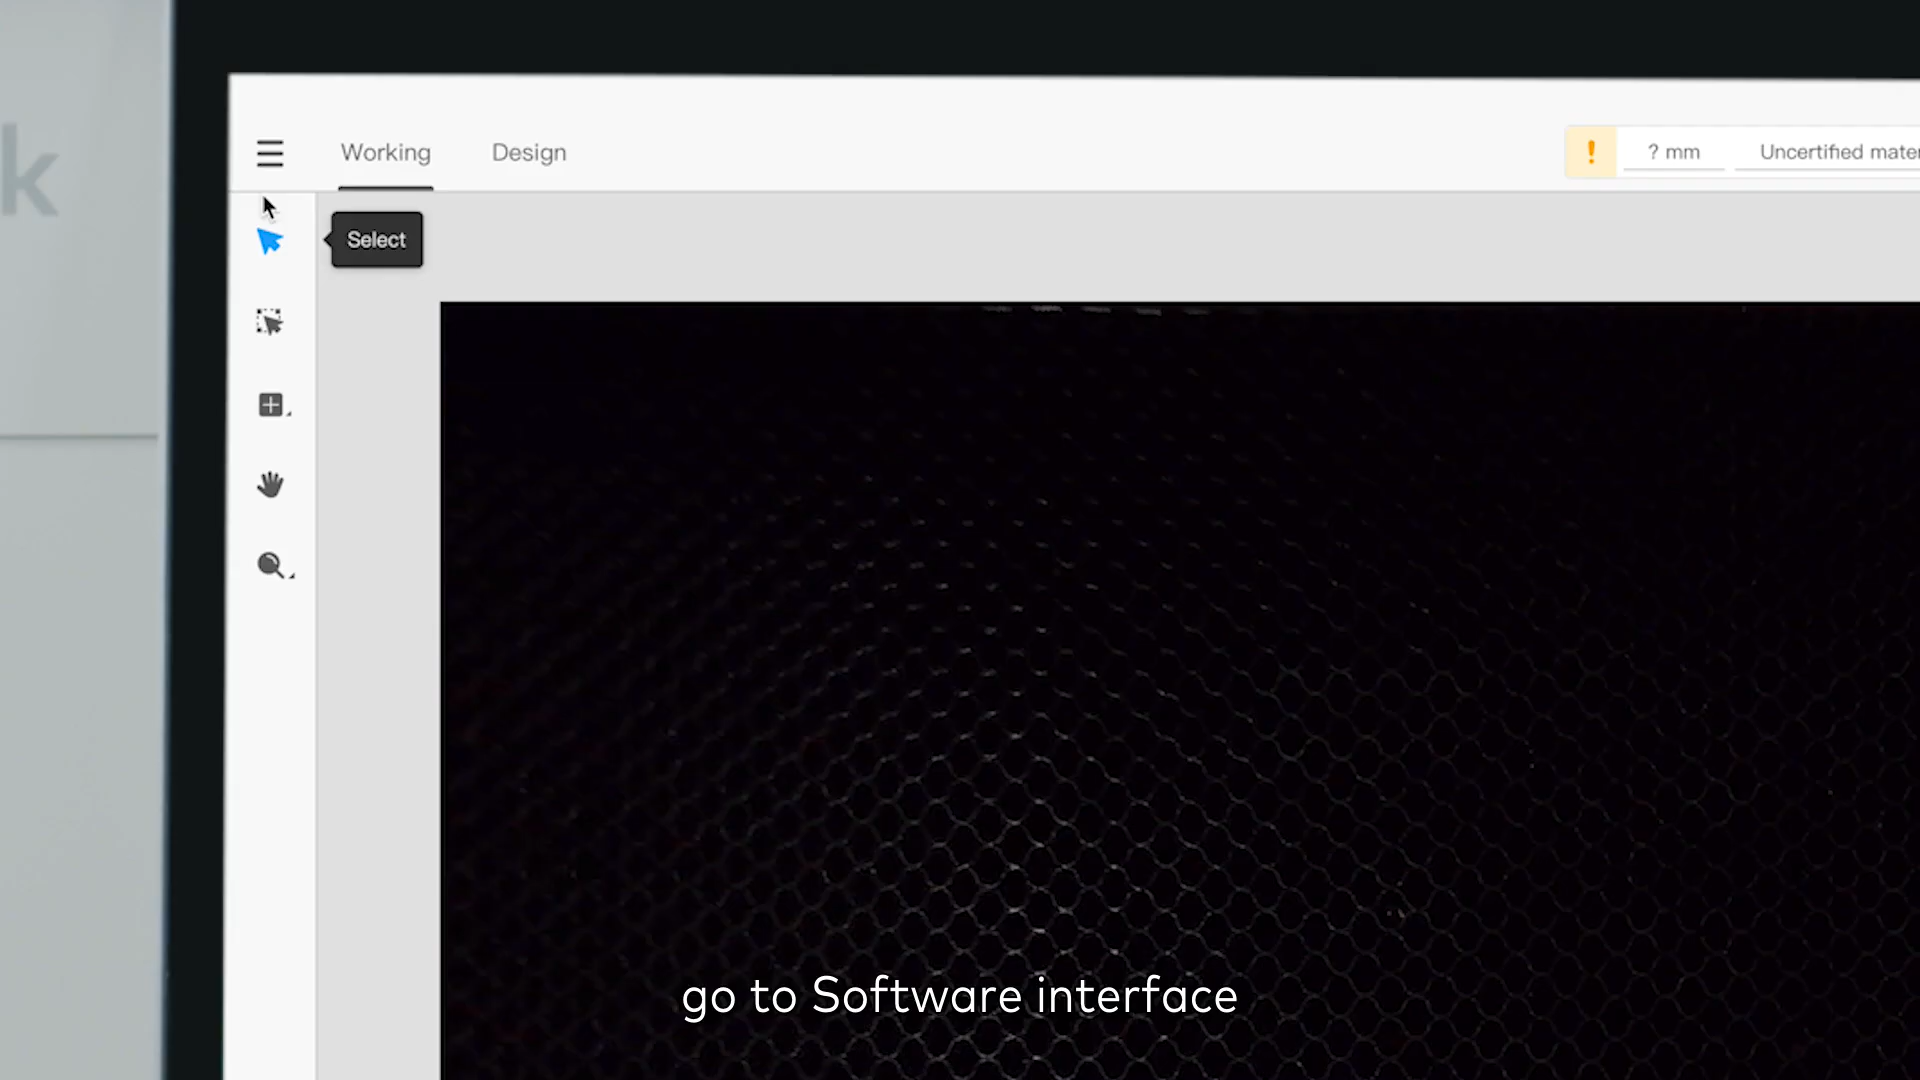 k
Working
Design
! ? mm
Uncertified mater
Select
go to Software interface